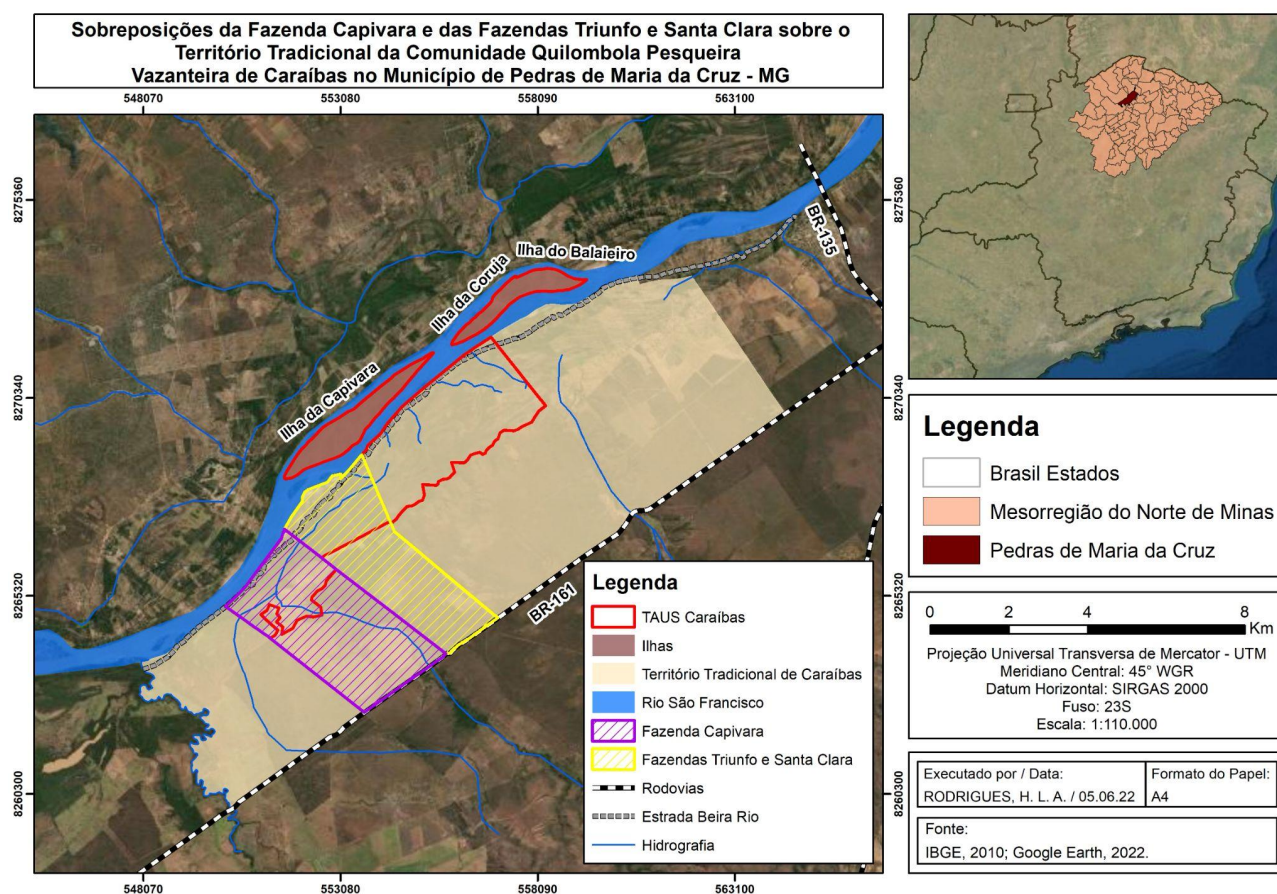 Sobreposições da Fazenda Capivara e das Fazendas Triunfo e Santa Clara sobre o
Território Tradicional da Comunidade Quilombola Pesqueira
Vazanteira de Caraíbas no Município de Pedras de Maria da Cruz - MG
548070
553080
558090
563100
8275360
8270340
8265320
8260300
8275360
8270340
8265320
8260300
BR-135
Ilha do Balaieiro
Ilha da Coruja
Ilha da Capivara
BR-161
Legenda
TAUS Caraíbas
Ilhas
Território Tradicional de Caraíbas
Rio São Francisco
Fazenda Capivara
Fazendas Triunfo e Santa Clara
Rodovias
Estrada Beira Rio
Hidrografia
548070
553080
558090
563100
Legenda
Brasil Estados
Mesorregião do Norte de Minas
Pedras de Maria da Cruz
0 2 4 6 8
Km
Projeção Universal Transversa de Mercator - UTM
Meridiano Central: 45° WGR
Datum Horizontal: SIRGAS 2000
Fuso: 23S
Escala: 1:110.000
Executado por / Data:
RODRIGUES, H. L. A. / 05.06.22
Formato do Papel:
A4
Fonte:
IBGE, 2010; Google Earth, 2022.